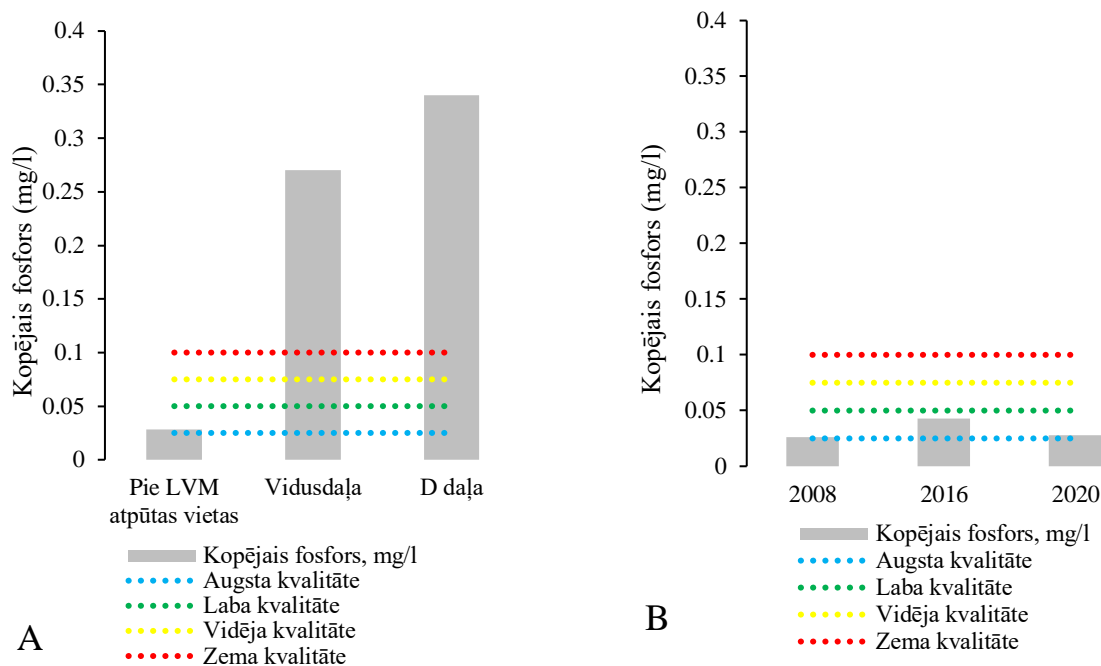 Kopējais fosfors (mg/l)
0.4
0.35
0.3
0.25
0.2
0.15
0.1
0.05
0
Pie LVM
atpūtas vietas
Vidusdaļa
D daļa
Kopējais fosfors, mg/l
Augsta kvalitāte
Laba kvalitāte
Vidēja kvalitāte
Zema kvalitāte
A
Kopējais fosfors (mg/l)
0.4
0.35
0.3
0.25
0.2
0.15
0.1
0.05
0
2008
2016
2020
Kopējais fosfors, mg/l
Augsta kvalitāte
Laba kvalitāte
Vidēja kvalitāte
Zema kvalitāte
B